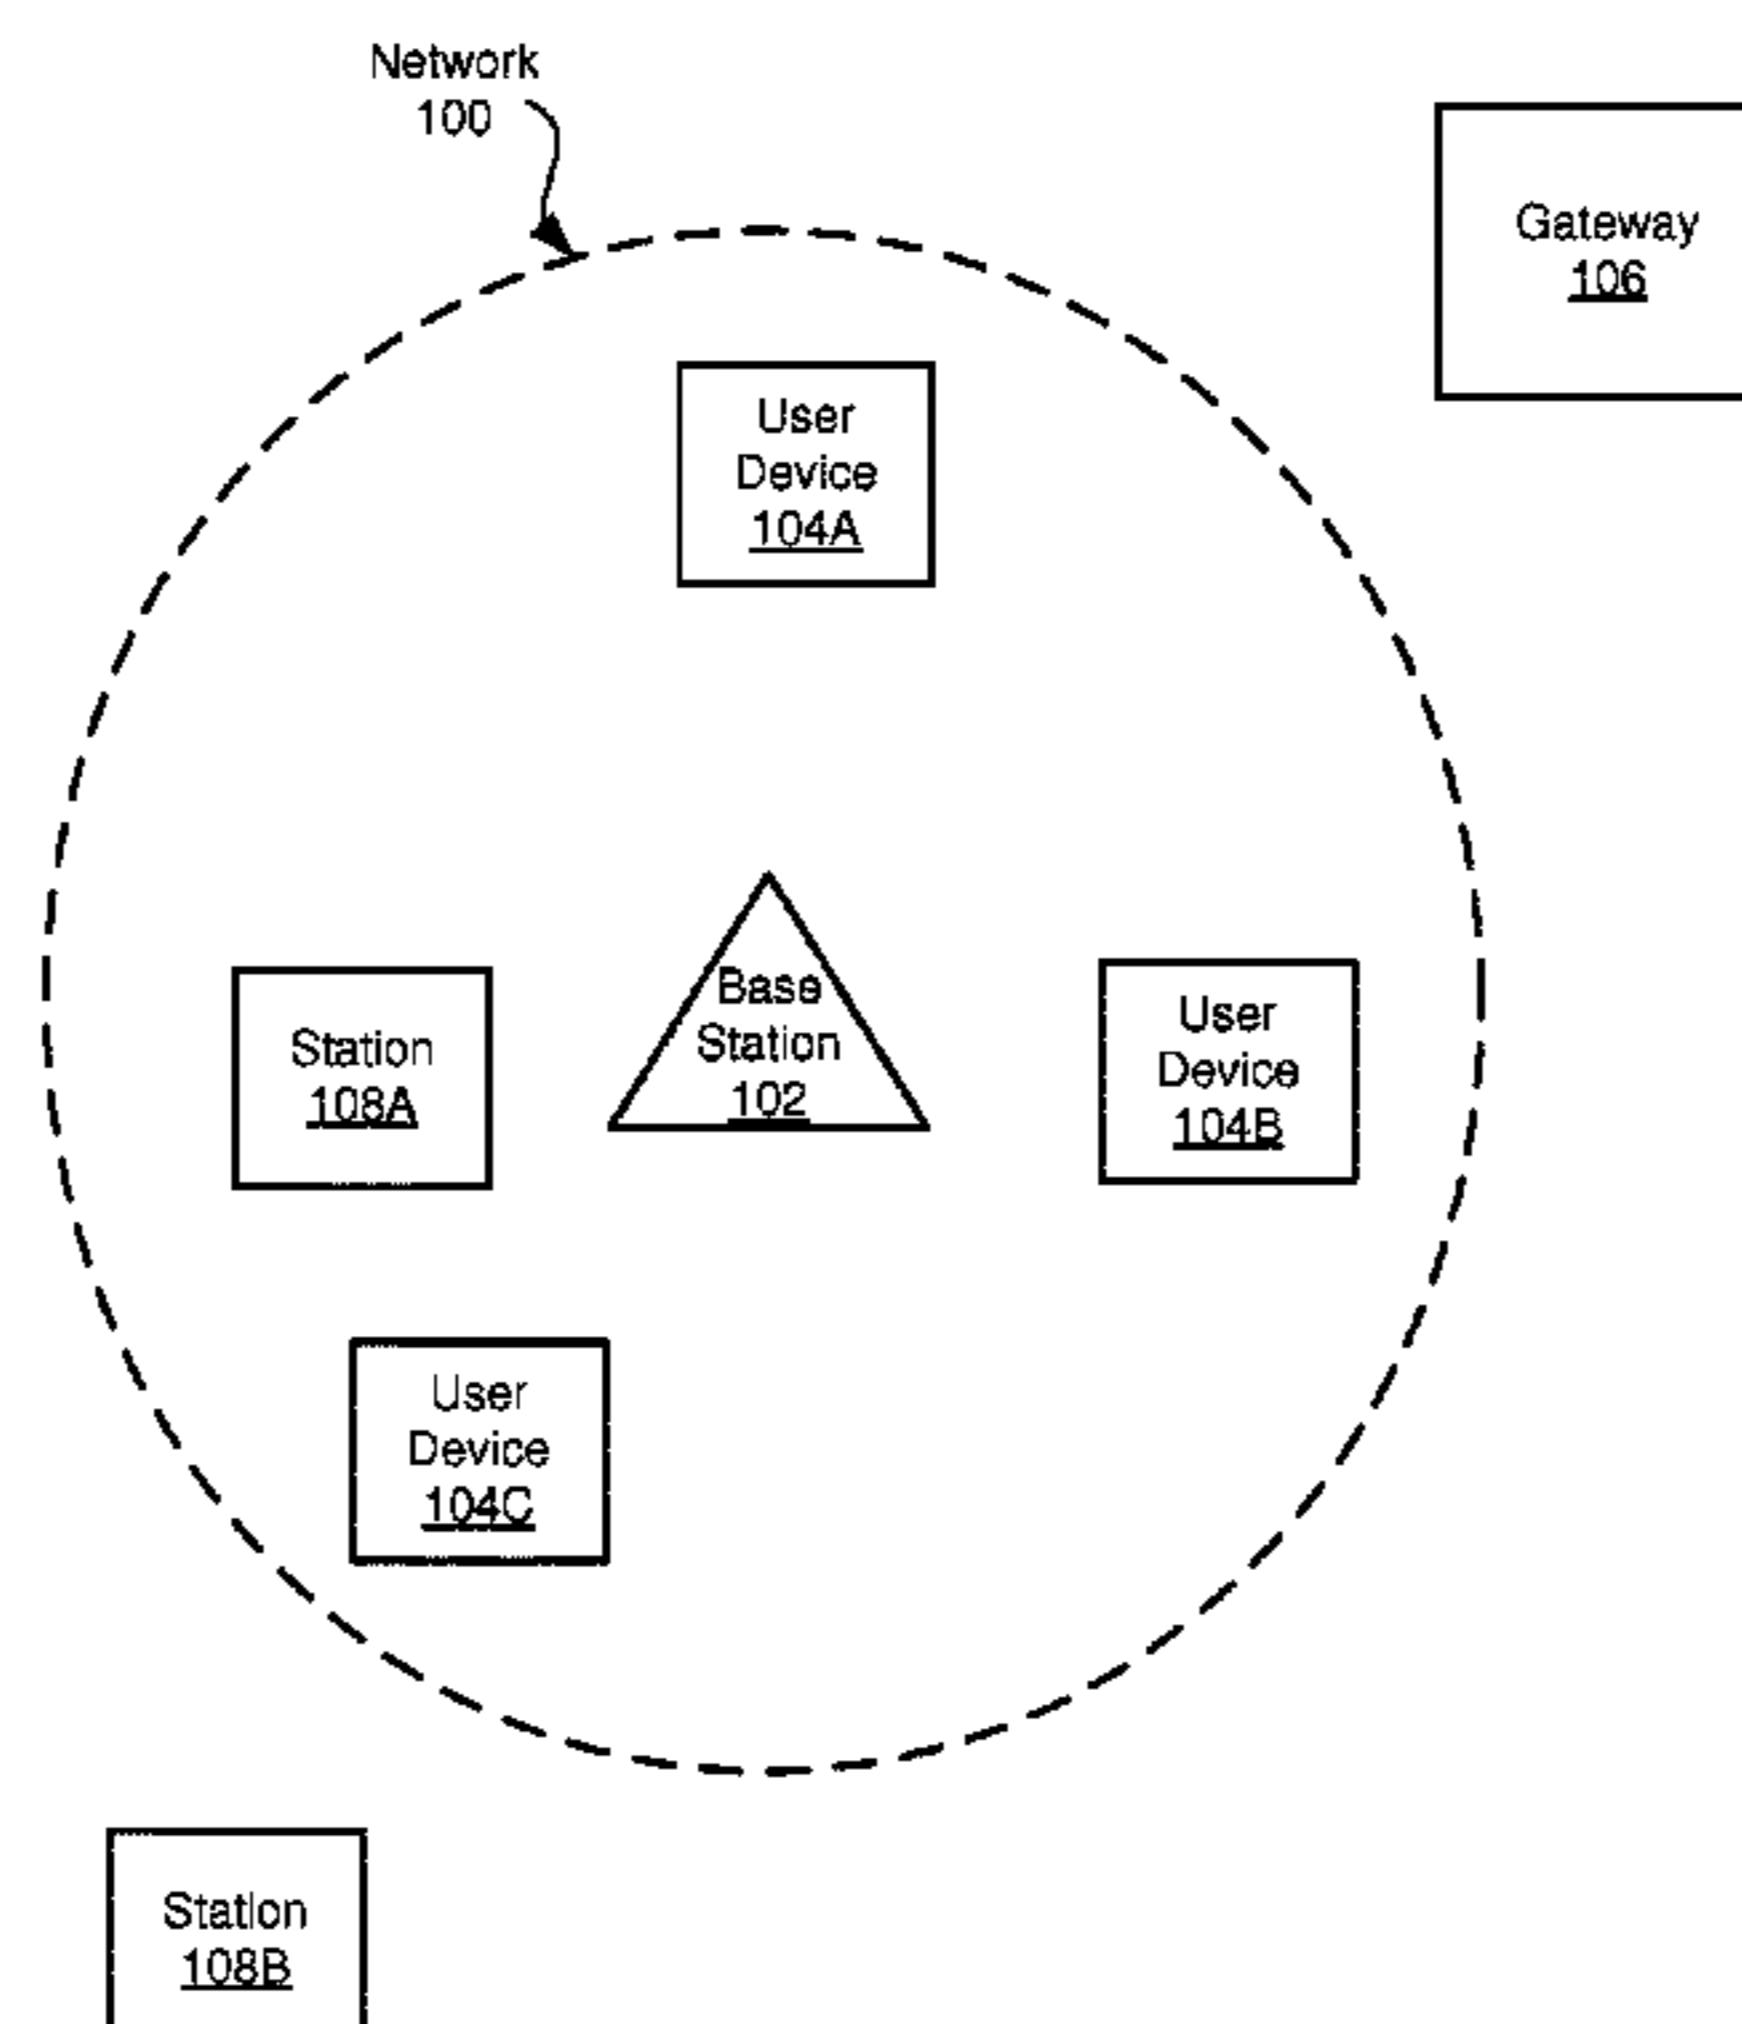 Network
100
Gateway
106
User
Device
104A
Base
Station
102
Station
108A
User
Device
104B
User
Device
104C
Station
108B